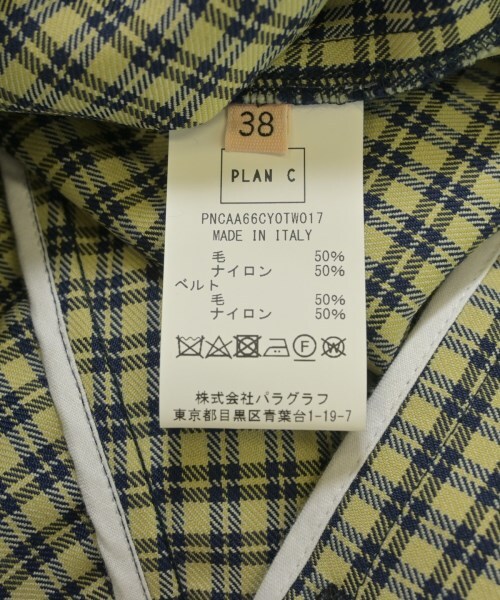 38
PLAN C
PNCAA66CY0TW017
MADE IN ITALY
毛 50%
ナイロン 50%
ベルト
毛 50%
ナイロン 50%
株式会社パラグラフ
東京都目黒区青葉台1-19-7